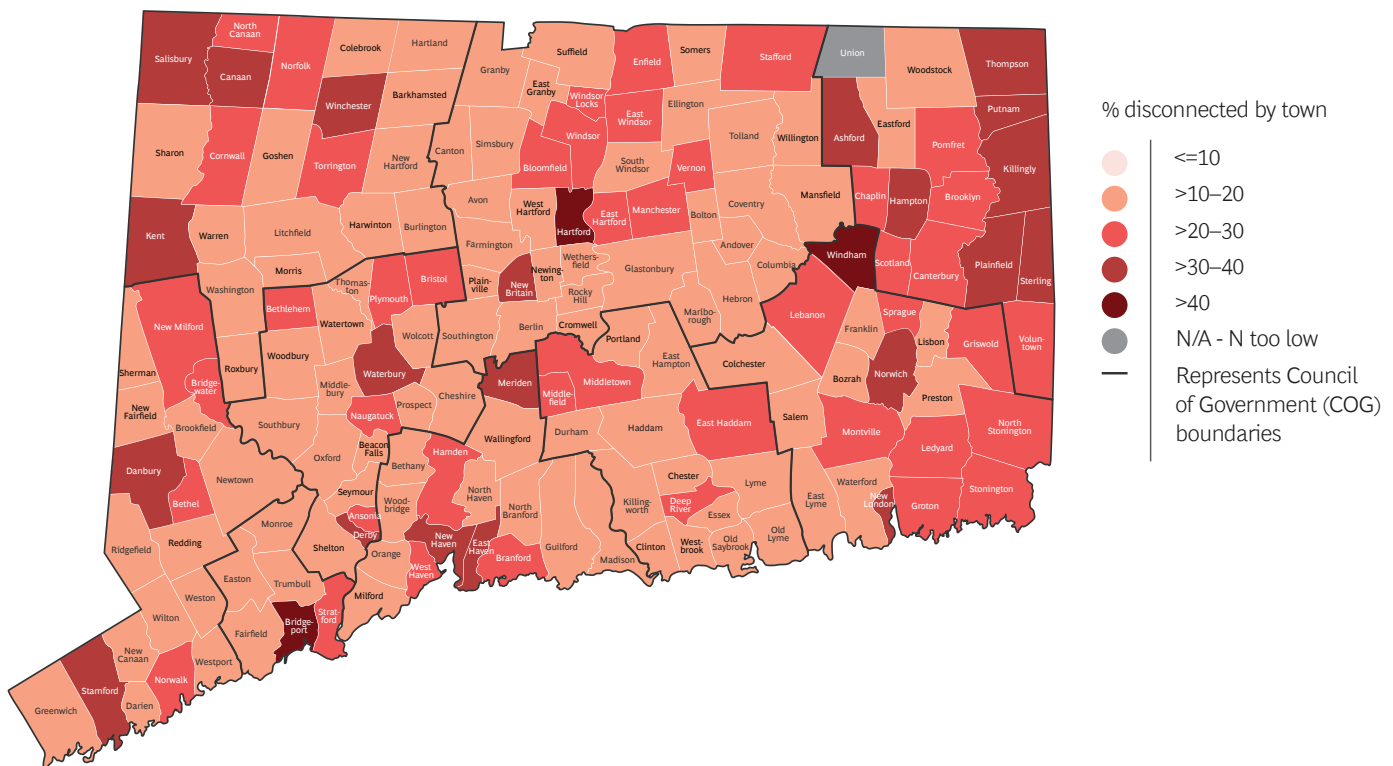 North
Canaan
Salisbury
Canaan
Norfolk
Colebrook
Hartland
Winchester
Barkhamsted
Granby
Suffield
East
Granby
Windsor
Locks
Enfield
Somers
Stafford
Union
Woodstock
Thompson
Putnam
Sharon
Cornwall
Goshen
Torrington
New
Hartford
Canton
Simsbury
Bloomfield
Windsor
East
Windsor
Ellington
South
Windsor
Vernon
Tolland
Willington
Ashford
Eastford
Pomfret
Killingly
Kent
Warren
Litchfield
Harwinton
Burlington
Avon
West
Hartford
Hartford
East
Hartford
Manchester
Bolton
Coventry
Mansfield
Chaplin
Hampton
Brooklyn
Washington
Morris
Farmington
Wethers-
field
Glastonbury
Andover
Columbia
Hebron
Windham
Scotland
Canterbury
Plainfield
Sterling
New Milford
Bethlehem
Thomas-
ton
Plymouth
Bristol
Plain-
ville
New
Britain
Newing-
ton
Rocky
Hill
Marlbo-
rough
Lebanon
Franklin
Sprague
Lisbon
Griswold
Volun-
town
Watertown
Wolcott
Southington
Berlin
Cromwell
Portland
East
Hampton
Colchester
Bozrah
Norwich
Preston
Sherman
Bridge-
water
Roxbury
Woodbury
Waterbury
Middle-
bury
Prospect
Cheshire
Meriden
Middle-
field
Middletown
New
Fairfield
Brookfield
Southbury
Naugatuck
Beacon
Falls
Bethany
Hamden
Wallingford
Durham
Haddam
East Haddam
Salem
Montville
Ledyard
North
Stonington
Danbury
Bethel
Newtown
Oxford
Seymour
Wood-
bridge
North
Haven
North
Branford
Killing-
worth
Chester
Deep
River
Essex
Lyme
East
Lyme
Waterford
New
London
Groton
Stonington
Ridgefield
Redding
Monroe
Shelton
Ansonia
Derby
Orange
New
Haven
East
Haven
Branford
Guilford
Madison
Clinton
West-
brook
Old
Saybrook
Old
Lyme
West
Haven
Milford
Easton
Trumbull
Strat-
ford
Bridge-
port
Fairfield
Weston
Wilton
Westport
New
Canaan
Norwalk
Darien
Stamford
Greenwich
% disconnected by town
<=10
>10–20
>20–30
>30–40
>40
N/A - N too low
Represents Council
of Government (COG)
boundaries